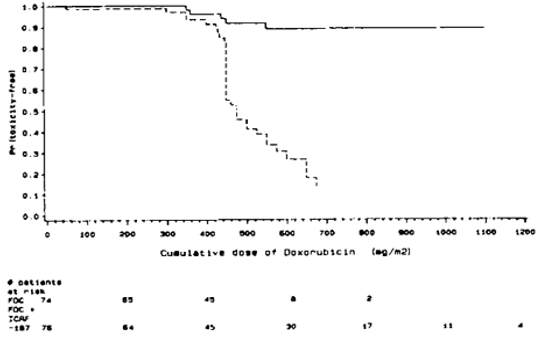 1.0
0.9
0.8
0.7
0.6
0.5
0.4
0.3
0.2
0.1
0.0
Pr(toxicity-free)
0 100 200 300 400 500 600 700 800 900 1000 1100 1200
Cumulative dose of Doxorubicin (mg/m2)
# patients
at risk
FDC 74 65 45 8 2
FDC +
ICRF
-187 76 64 45 30 17 11 4